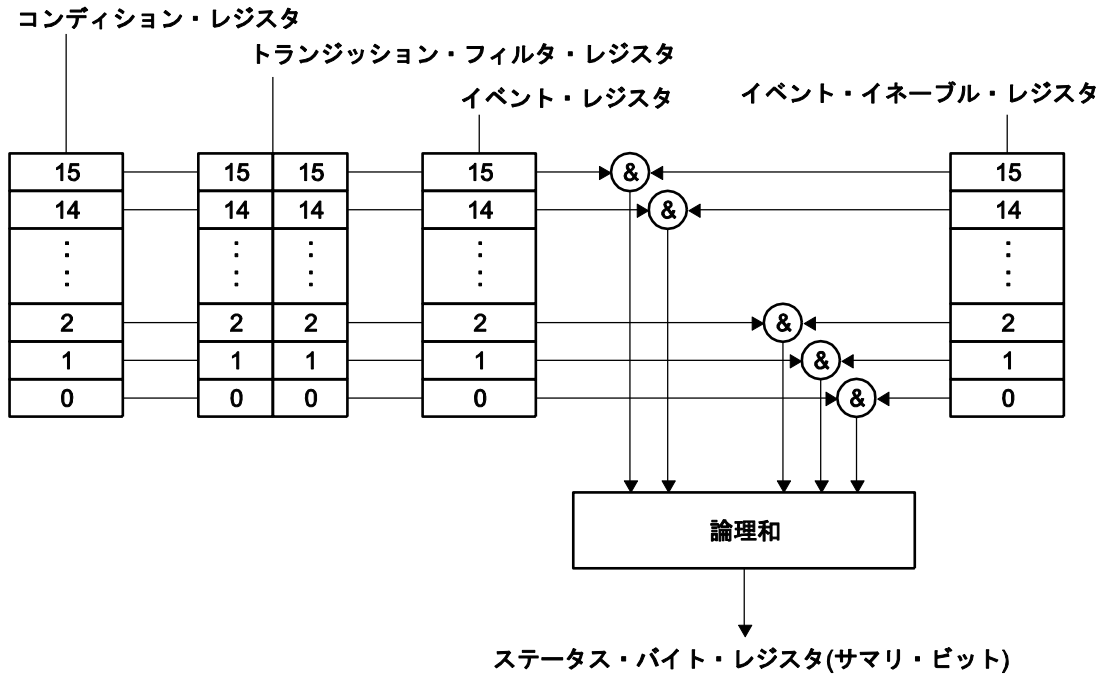 コンディション・レジスタ
トランジッション・フィルタ・レジスタ
イベント・レジスタ
イベント・イネーブル・レジスタ
15 15 15 15 & 15
14 14 14 14 & 14
2 2 2 2 & 2
1 1 1 1 & 1
0 0 0 0 & 0
論理和
ステータス・バイト・レジスタ(サマリ・ビット)